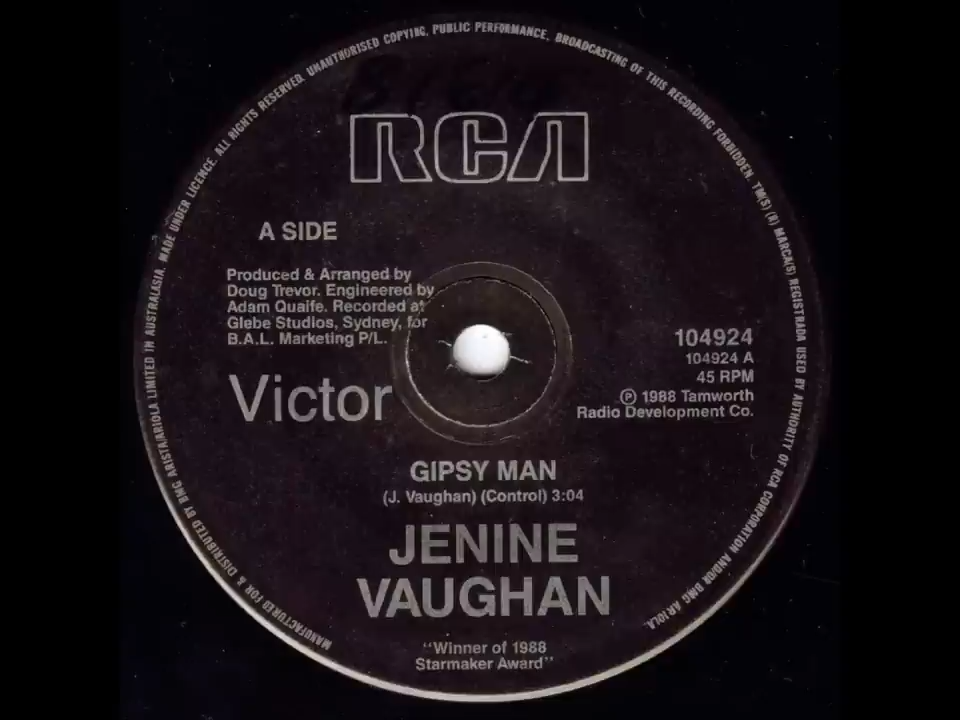 MANUFACTURED FOR & DISTRIBUTED BY BMG ARISTA/ARIOLA LIMITED IN AUSTRALASIA. MADE UNDER LICENCE. ALL RIGHTS RESERVED. UNAUTHORISED COPYING, PUBLIC PERFORMANCE, BROADCASTING OF THIS RECORDING FORBIDDEN. TM(S) (R) MARCA(S) REGISTRADA USED BY AUTHORITY OF RCA CORPORATION AND/OR BMG ARIOLA.
RCA
A SIDE
Produced & Arranged by
Doug Trevor. Engineered by
Adam Quaife. Recorded at
Glebe Studios, Sydney, for
B.A.L. Marketing P/L.
Victor
104924
104924 A
45 RPM
Ⓟ 1988 Tamworth
Radio Development Co.
GIPSY MAN
(J. Vaughan) (Control) 3:04
JENINE
VAUGHAN
“Winner of 1988
Starmaker Award”